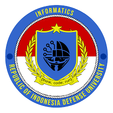 INFORMATICS
REPUBLIC OF INDONESIA DEFENSE UNIVERSITY